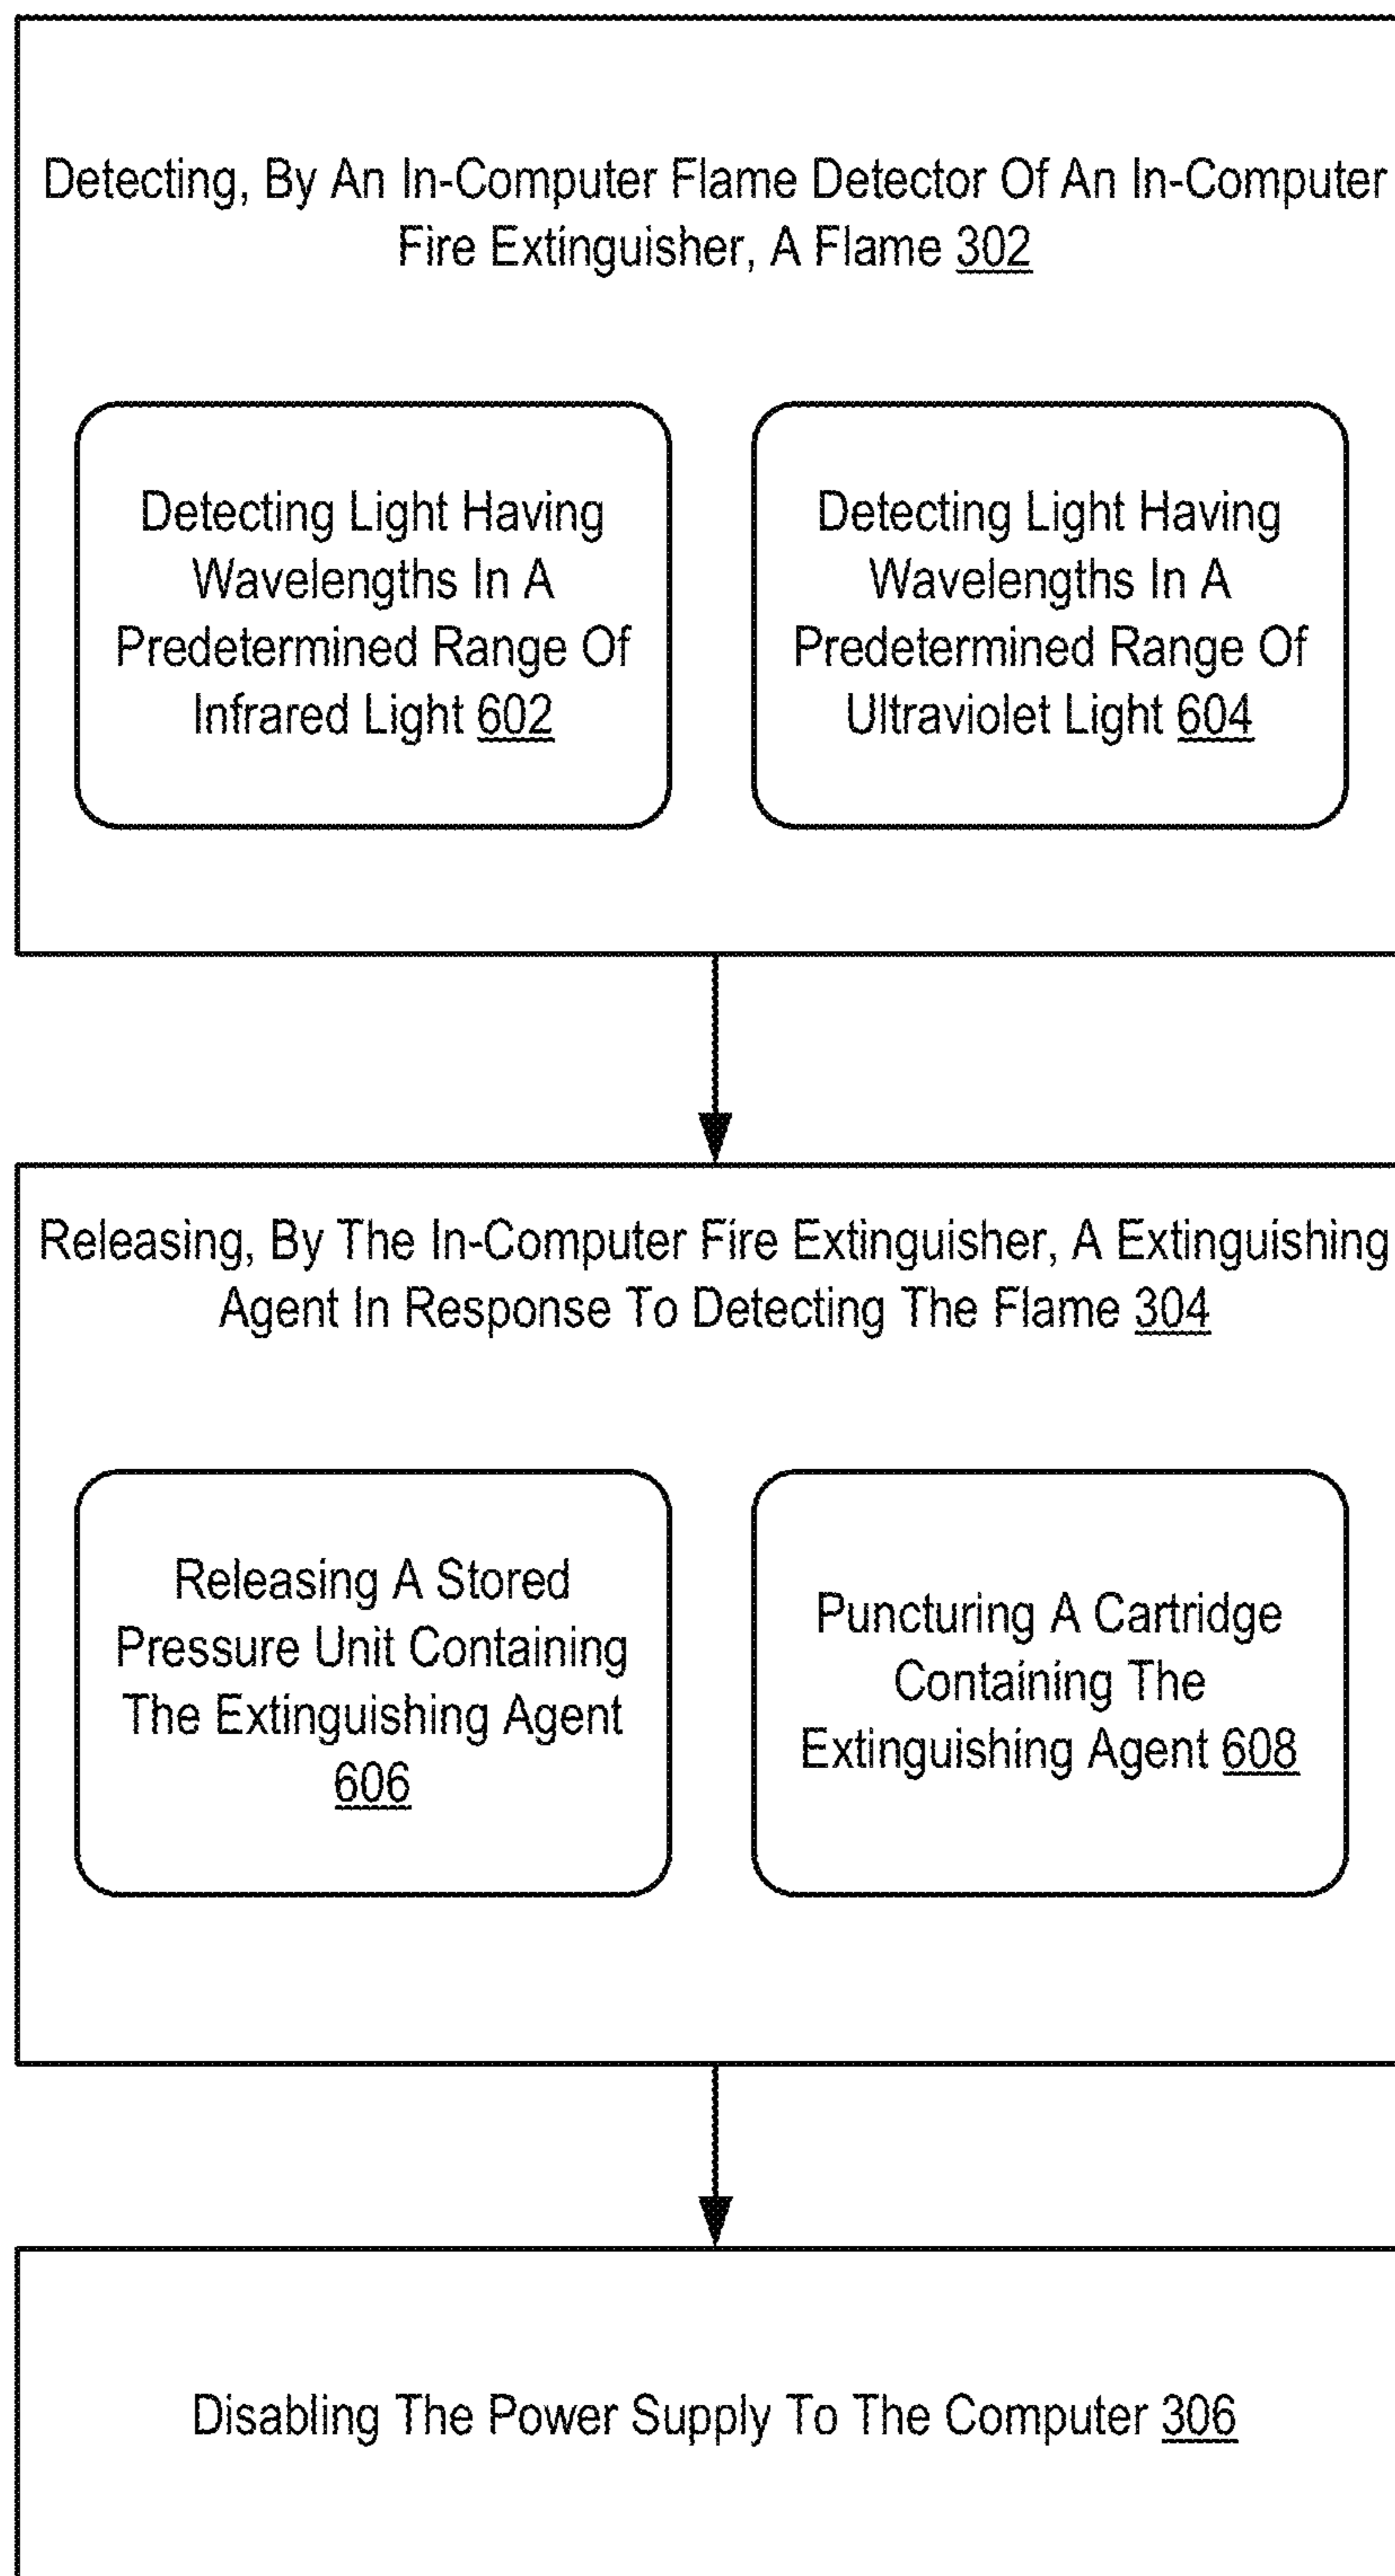 Detecting, By An In-Computer Flame Detector Of An In-Computer
Fire Extinguisher, A Flame 302
Detecting Light Having
Wavelengths In A
Predetermined Range Of
Infrared Light 602
Detecting Light Having
Wavelengths In A
Predetermined Range Of
Ultraviolet Light 604
Releasing, By The In-Computer Fire Extinguisher, A Extinguishing
Agent In Response To Detecting The Flame 304
Releasing A Stored
Pressure Unit Containing
The Extinguishing Agent
606
Puncturing A Cartridge
Containing The
Extinguishing Agent 608
Disabling The Power Supply To The Computer 306